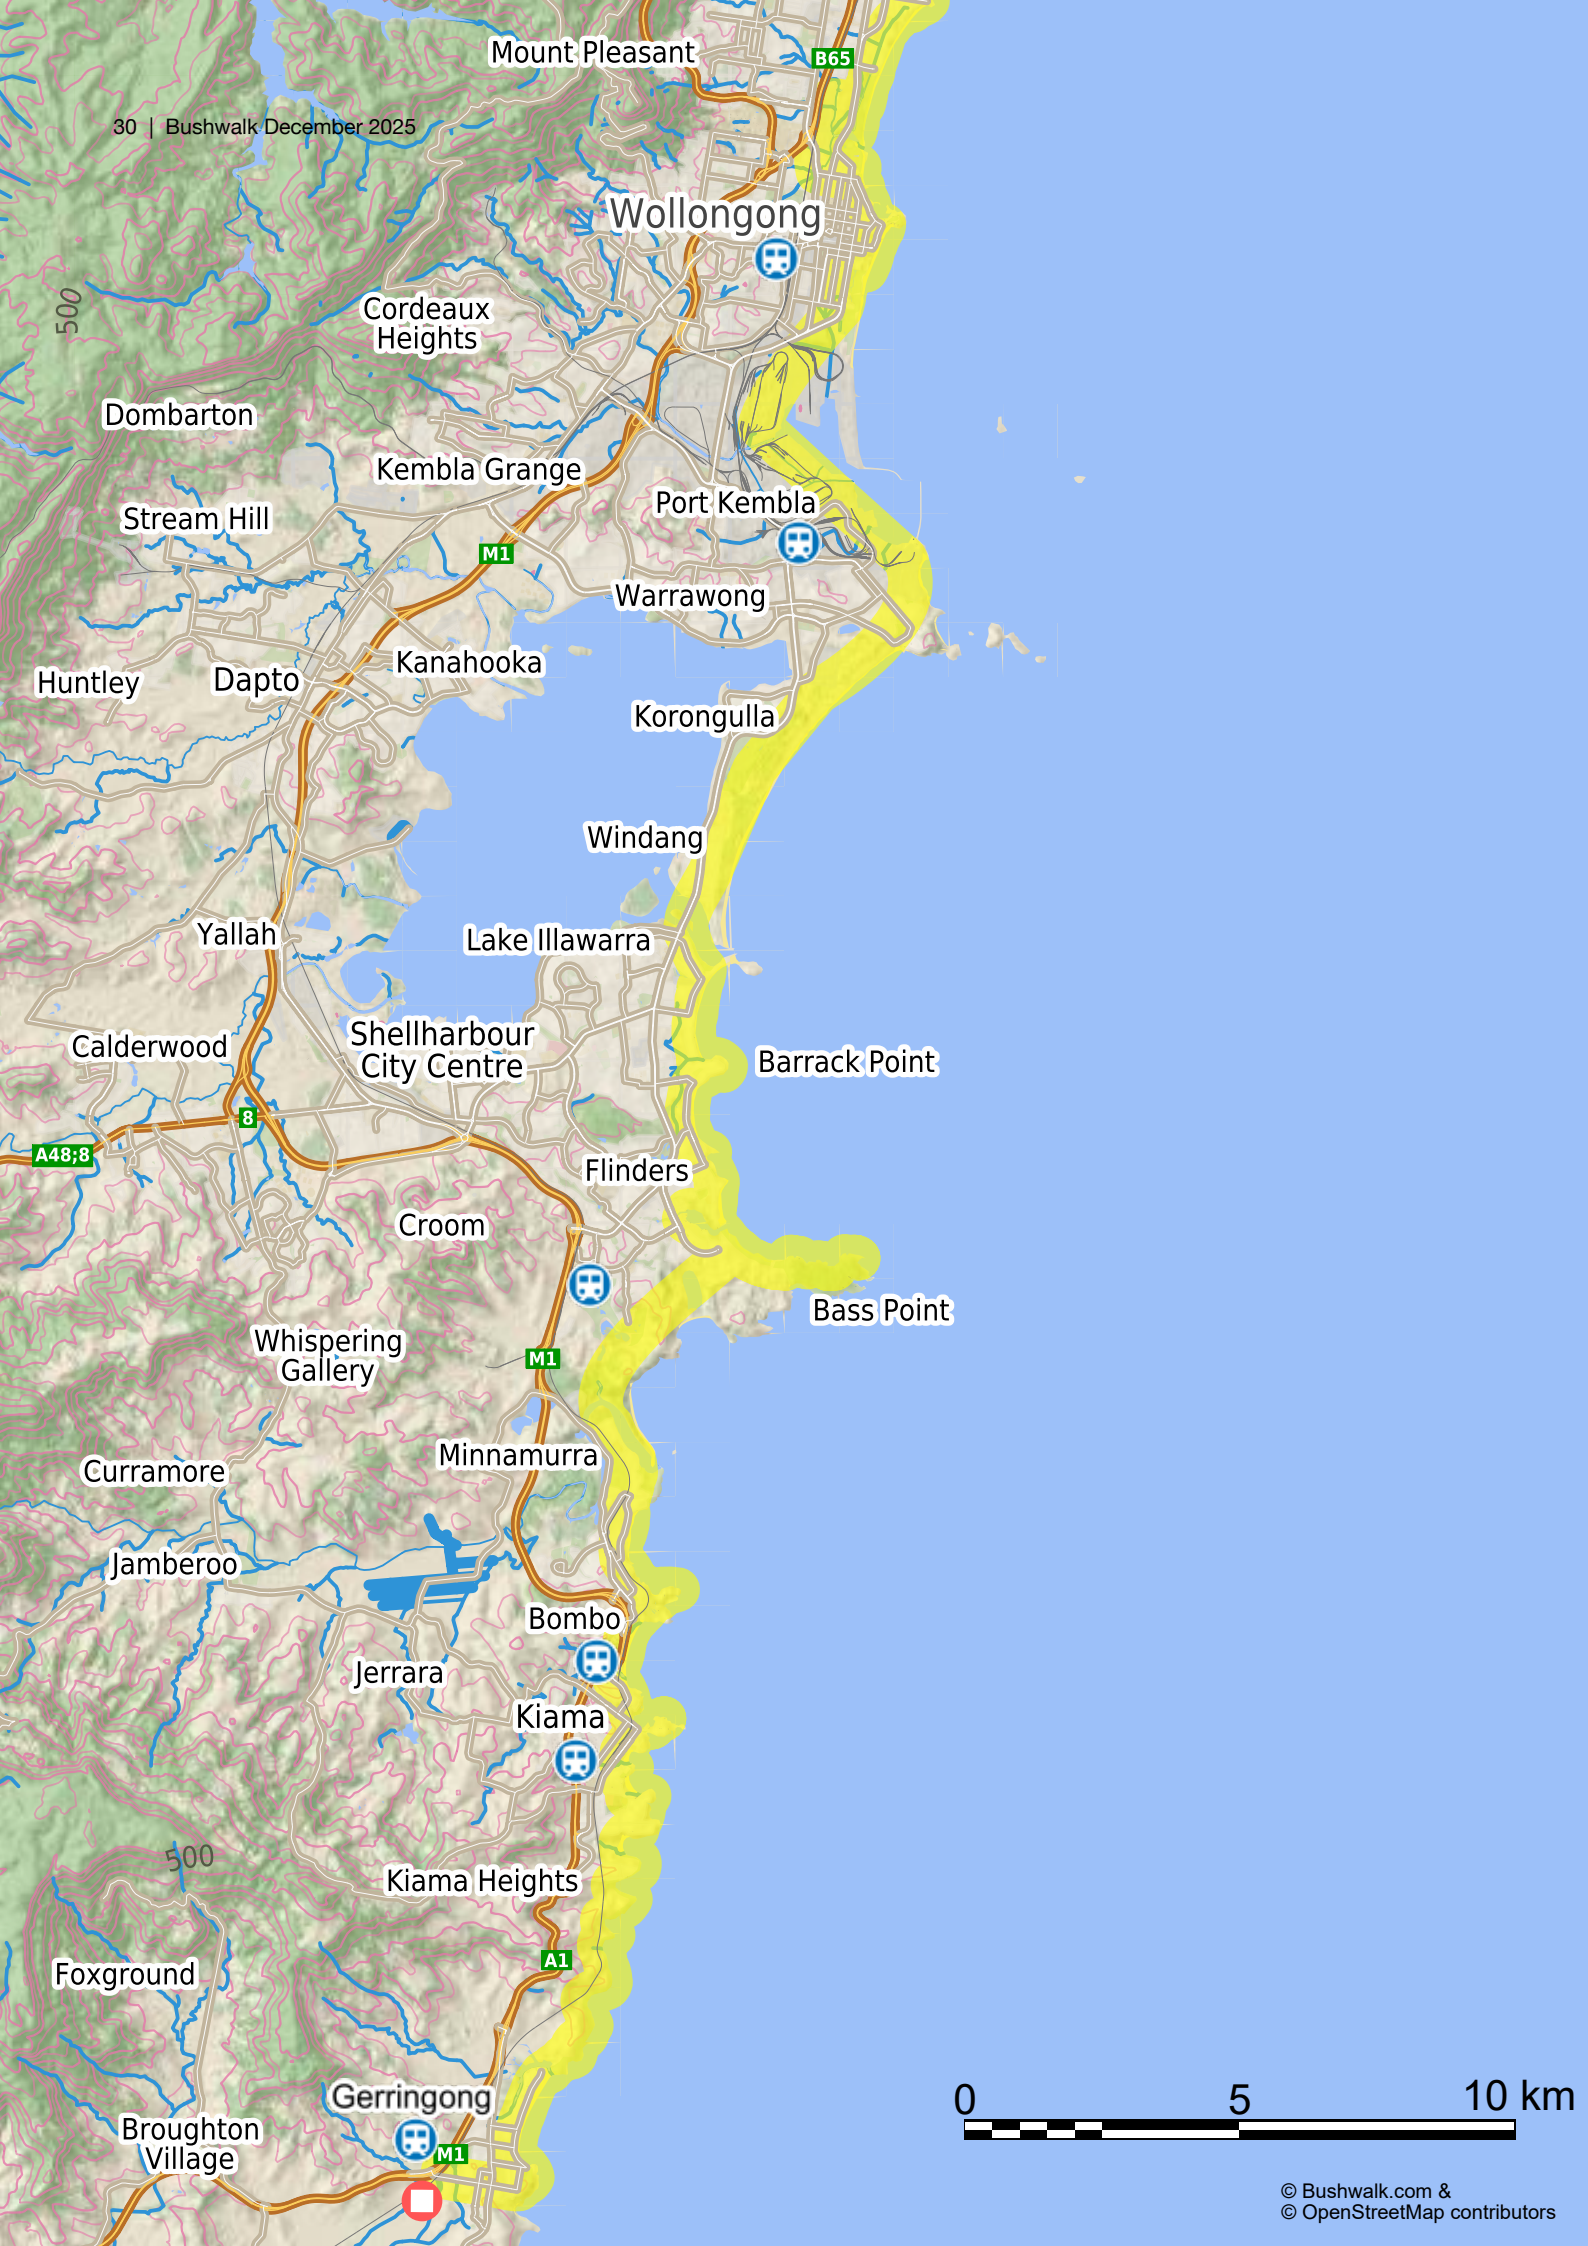 Mount Pleasant
B65
30 | Bushwalk December 2025
Wollongong
500
Cordeaux
Heights
Dombarton
Kembla Grange
Port Kembla
Stream Hill
M1
Warrawong
Kanahooka
Huntley
Dapto
Korongulla
Windang
Yallah
Lake Illawarra
Shellharbour
City Centre
Calderwood
Barrack Point
8
A48;8
Flinders
Croom
Bass Point
Whispering
Gallery
M1
Minnamurra
Curramore
Jamberoo
Bombo
Jerrara
Kiama
500
Kiama Heights
A1
Foxground
Gerringong
0 5 10 km
Broughton
Village
M1
© Bushwalk.com &
© OpenStreetMap contributors